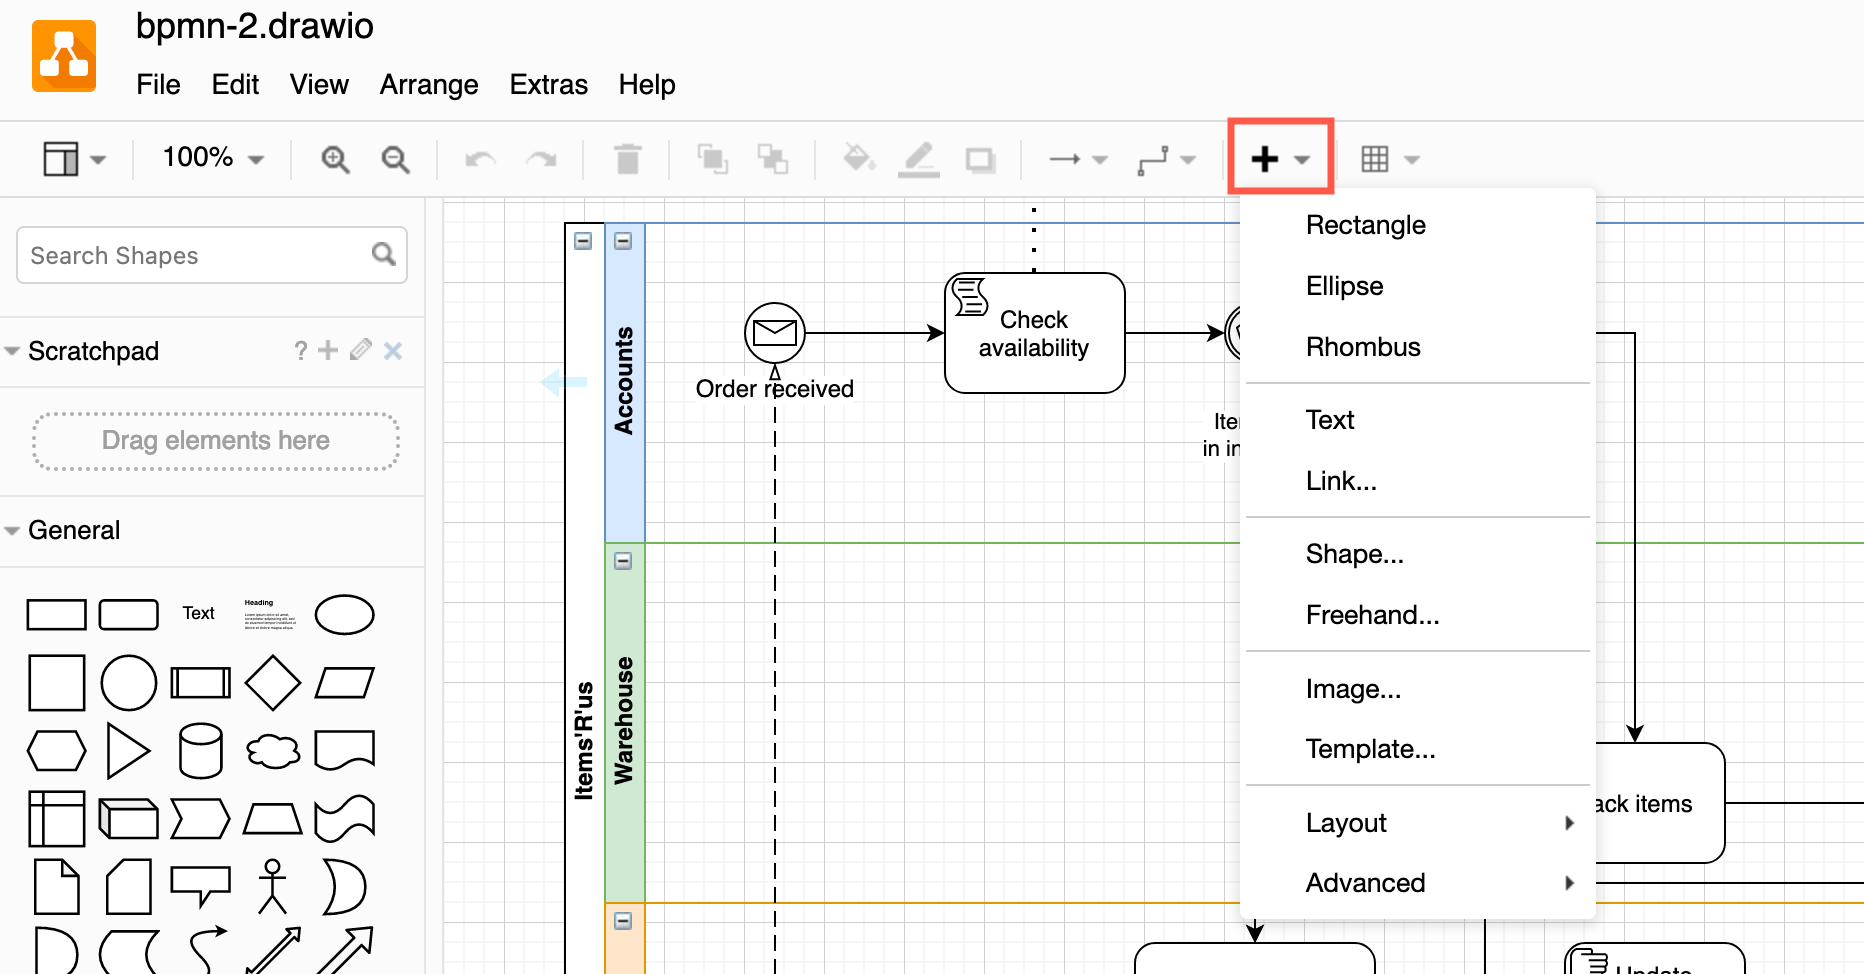 bpmn-2.drawio
File Edit View Arrange Extras Help
100%
Search Shapes
Scratchpad
?
Drag elements here
General
Text
Heading
Accounts
Warehouse
Items'R'us
Order received
Check
availability
in
Rectangle
Ellipse
Rhombus
Text
Link...
Shape...
Freehand...
Image...
Template...
Layout
Advanced
ack items
Update